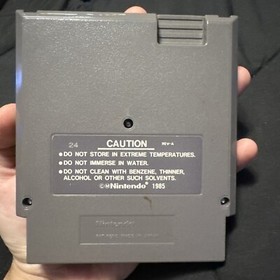 24
CAUTION
REV-A
• DO NOT STORE IN EXTREME TEMPERATURES.
• DO NOT IMMERSE IN WATER.
• DO NOT CLEAN WITH BENZENE, THINNER,
ALCOHOL OR OTHER SUCH SOLVENTS.
©Nintendo® 1985
Nintendo